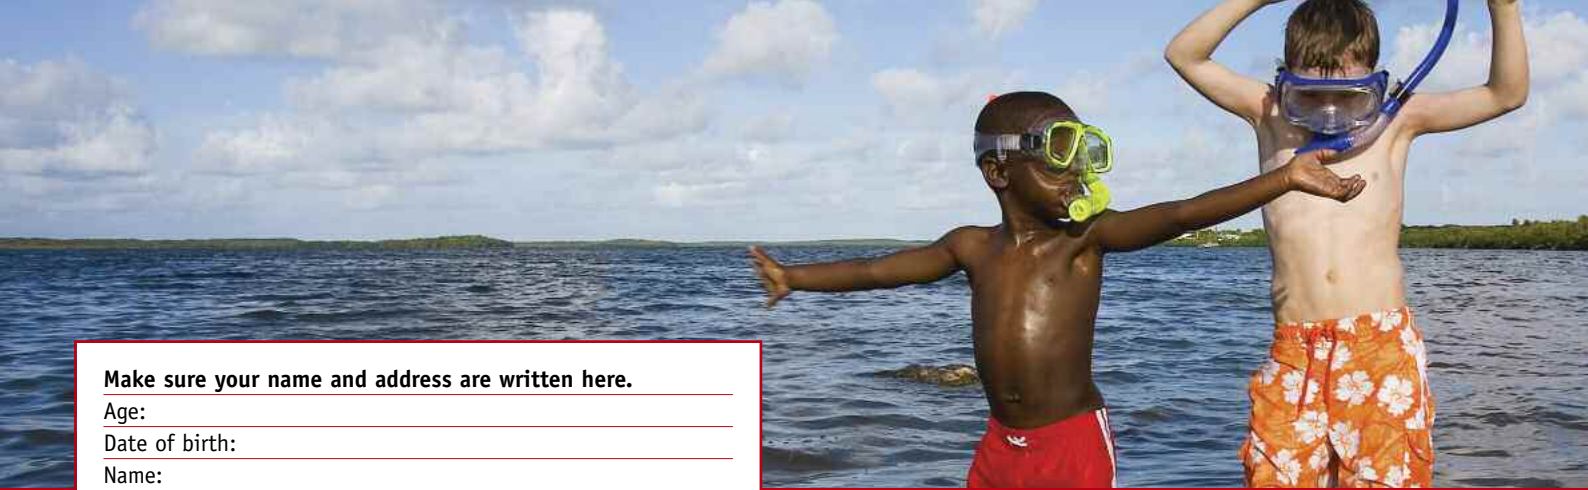 Make sure your name and address are written here.
Age:
Date of birth:
Name: